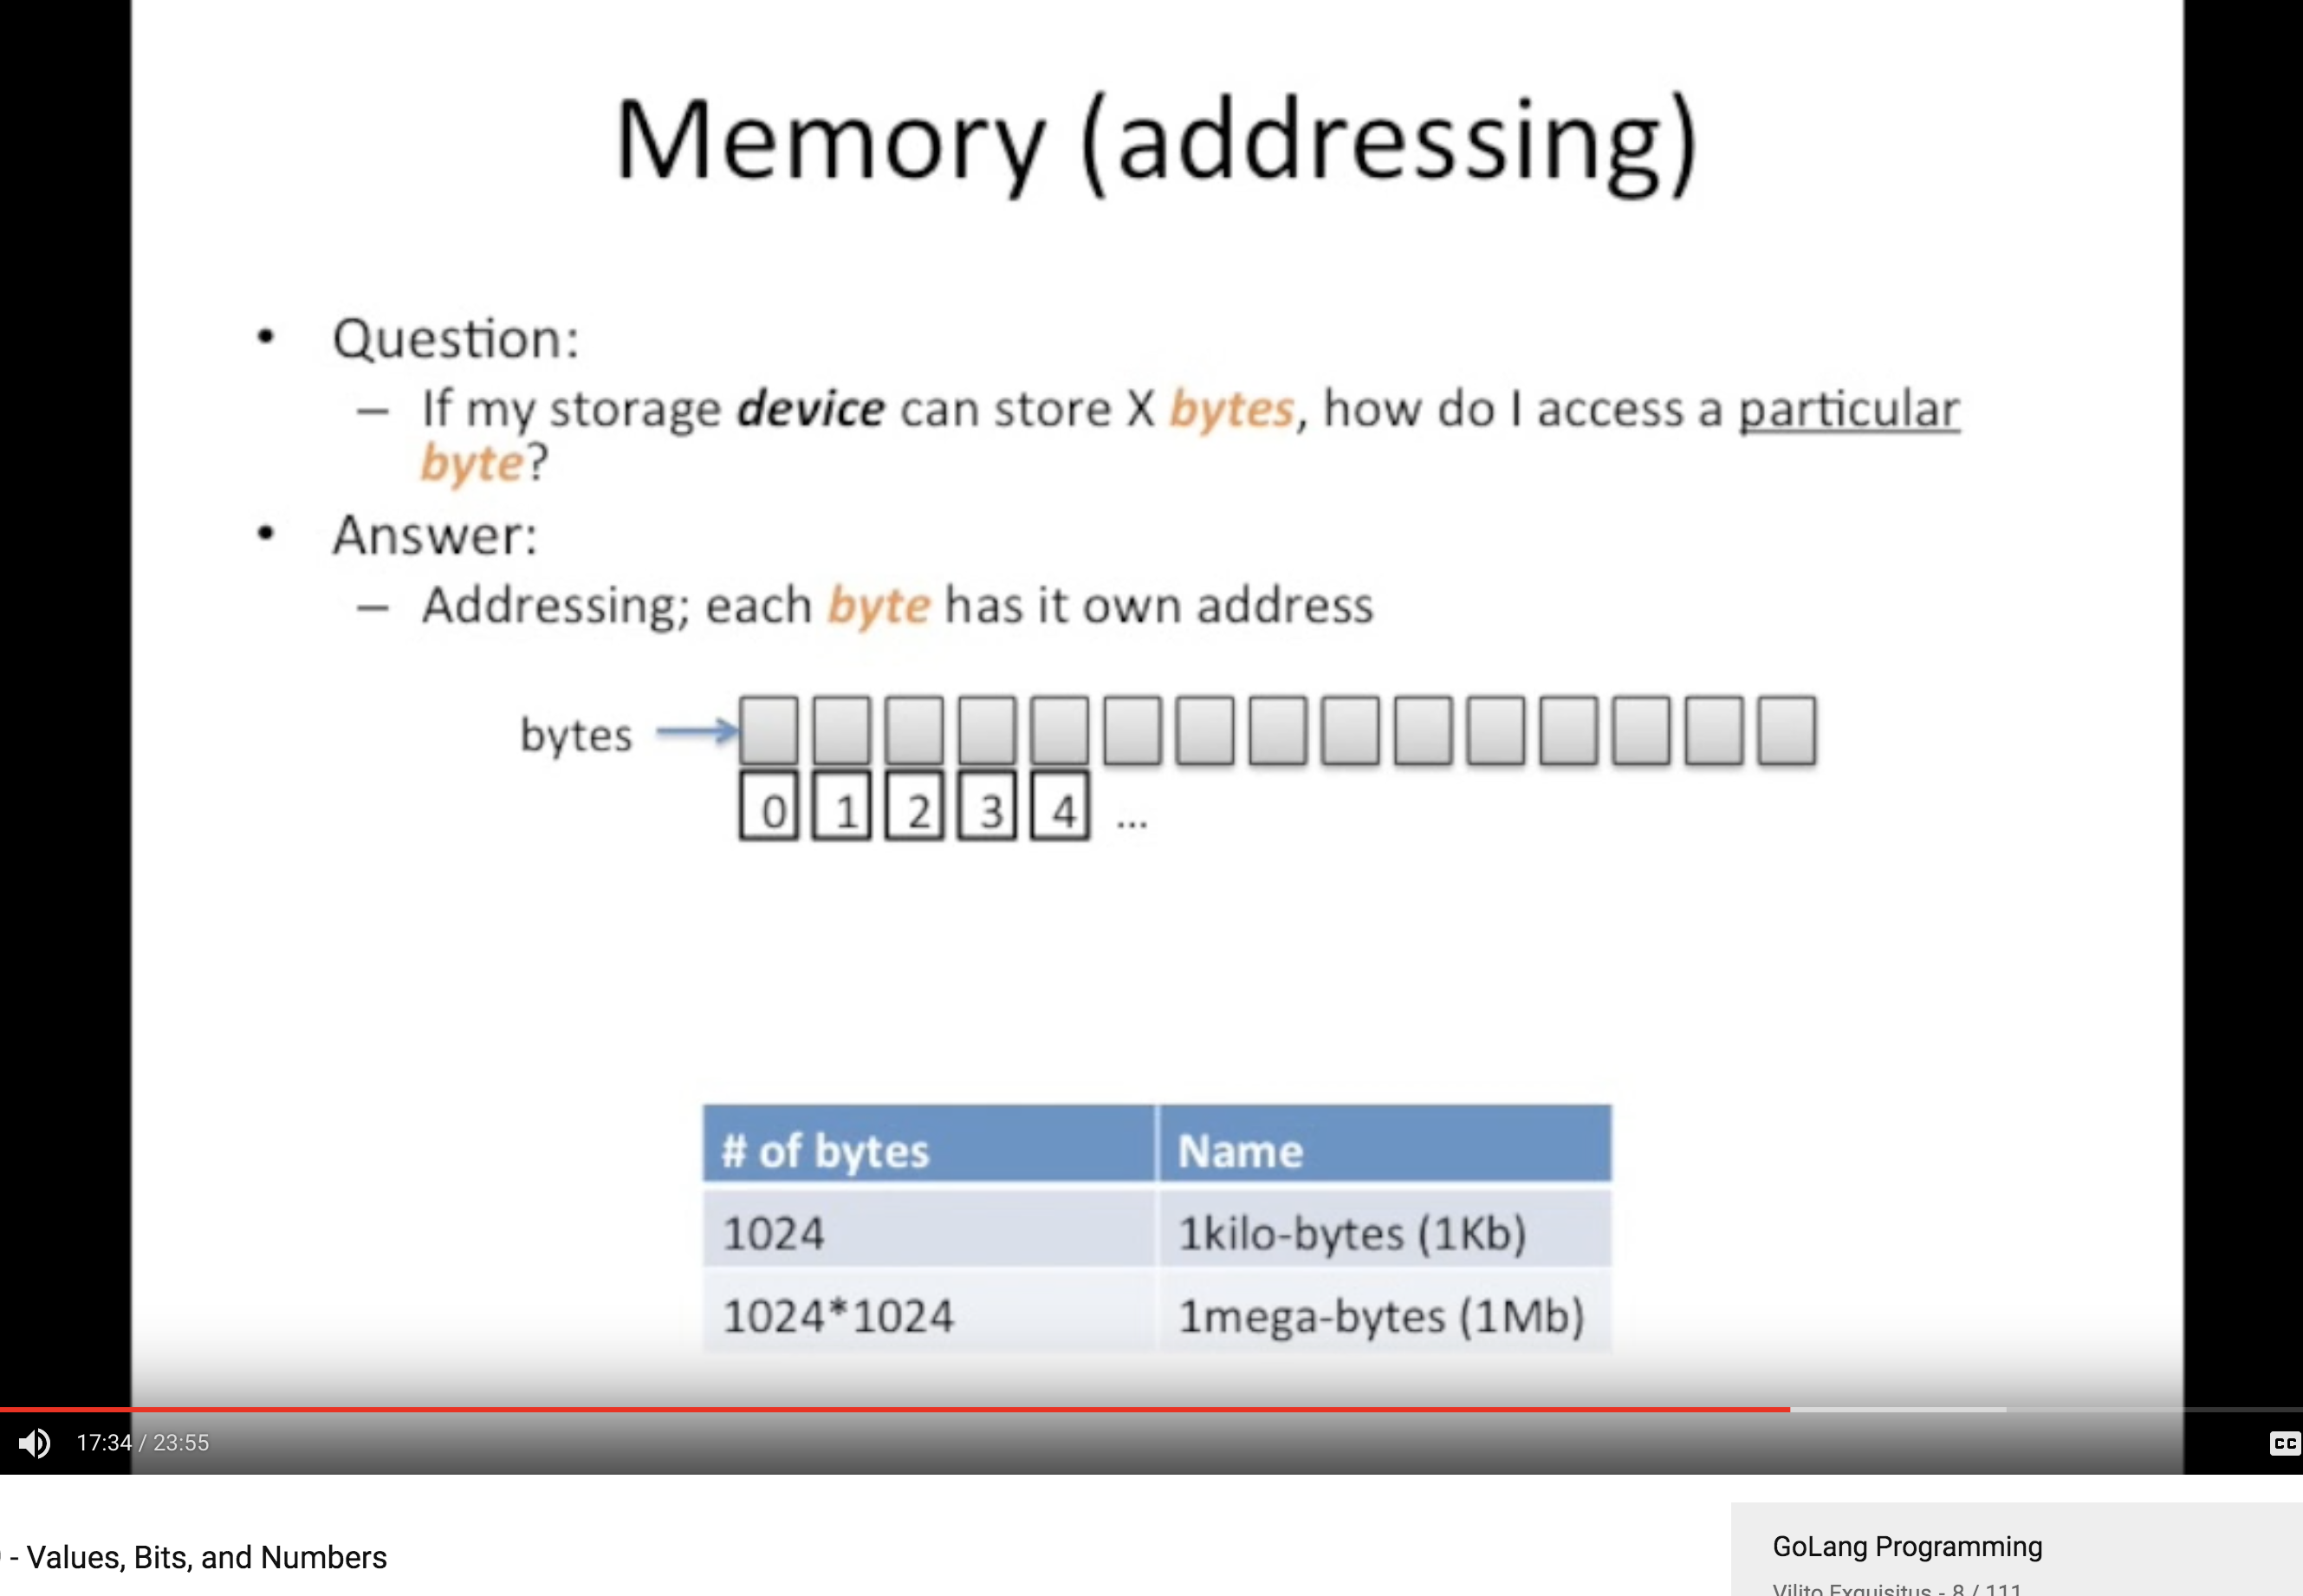 Memory (addressing)
• Question:
– If my storage device can store X bytes, how do I access a particular
byte?
• Answer:
– Addressing; each byte has it own address
bytes
0 1 2 3 4 ...
# of bytes Name
1024 1kilo-bytes (1Kb)
1024*1024 1mega-bytes (1Mb)
17:34 / 23:55
CC
- Values, Bits, and Numbers
GoLang Programming
Vilito Exquisitus - 8 / 111